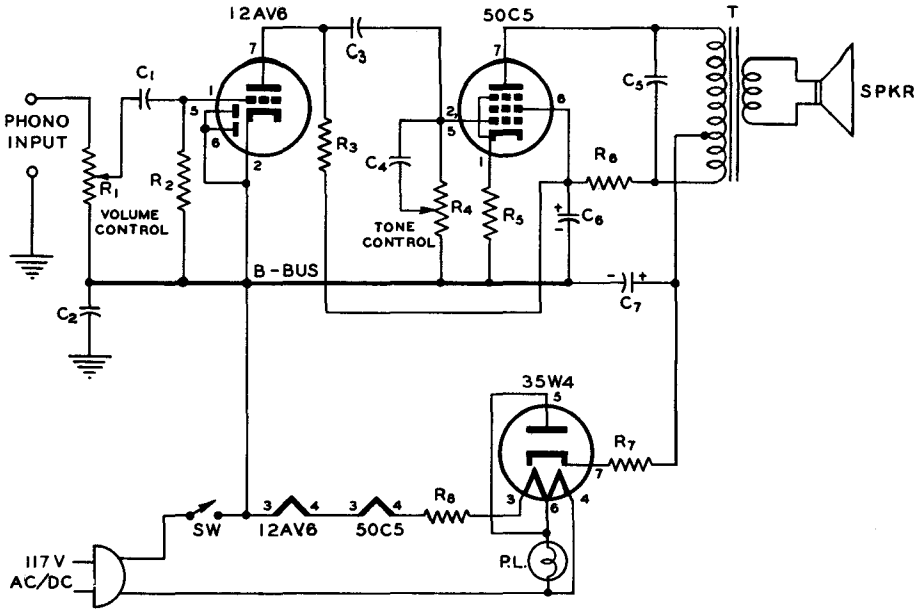 12AV6
50C5
T
C3
7
7
C1
C5
SPKR
1
5
6
2
2,
5
6
1
PHONO
INPUT
R3
C4
R6
R1
R2
R4
R5
C6
+
-
VOLUME
CONTROL
TONE
CONTROL
B-BUS
- +
C7
C2
35W4
5
R7
7
3
6
4
R8
3 4
3 4
SW
12AV6
50C5
P.L.
117V
AC/DC